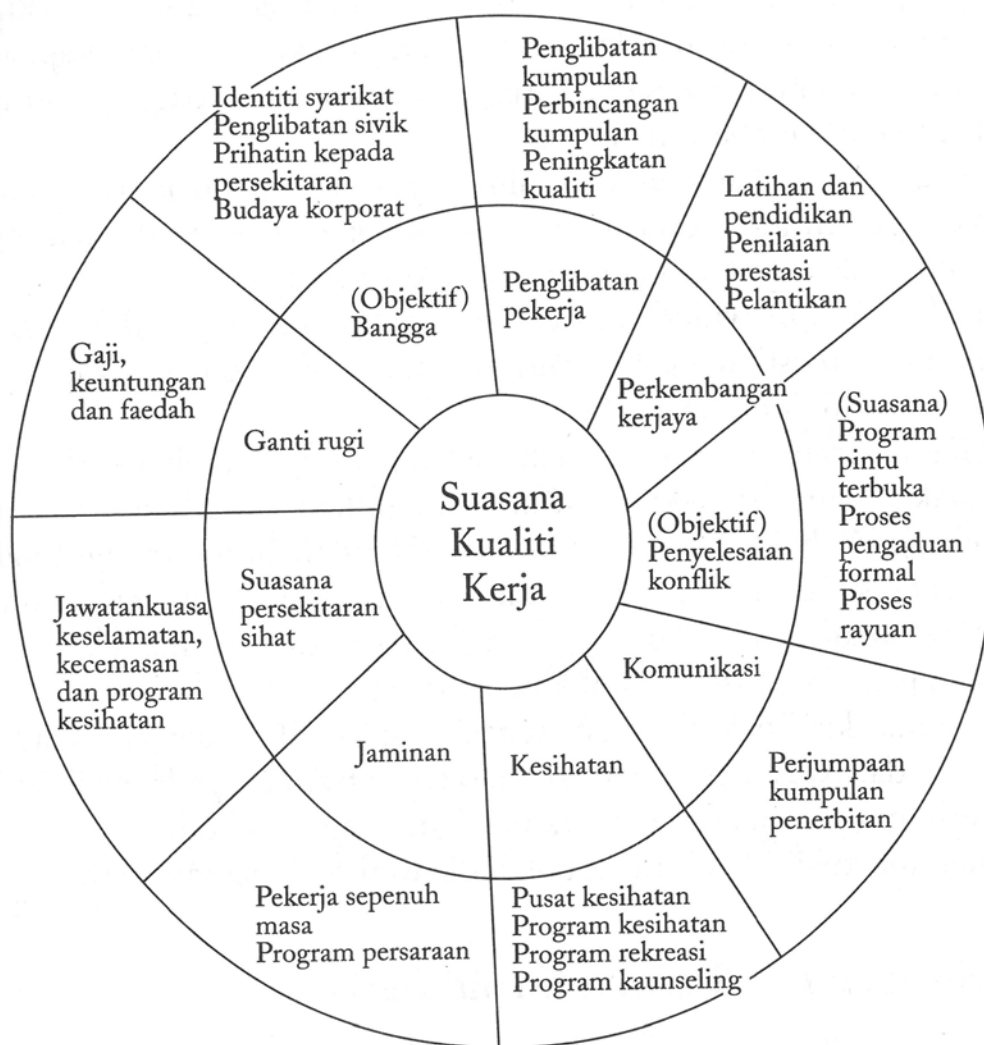 Penglibatan
kumpulan
Perbincangan
kumpulan
Peningkatan
kualiti
Identiti syarikat
Penglibatan sivik
Prihatin kepada
persekitaran
Budaya korporat
Latihan dan
pendidikan
Penilaian
prestasi
Pelantikan
(Objektif)
Bangga
Penglibatan
pekerja
Gaji,
keuntungan
dan faedah
Ganti rugi
Perkembangan
kerjaya
(Suasana)
Program
pintu
terbuka
Proses
pengaduan
formal
Proses
rayuan
Suasana
Kualiti
Kerja
(Objektif)
Penyelesaian
konflik
Suasana
persekitaran
sihat
Jawatankuasa
keselamatan,
kecemasan
dan program
kesihatan
Komunikasi
Jaminan
Kesihatan
Perjumpaan
kumpulan
penerbitan
Pekerja sepenuh
masa
Program persaraan
Pusat kesihatan
Program kesihatan
Program rekreasi
Program kaunseling